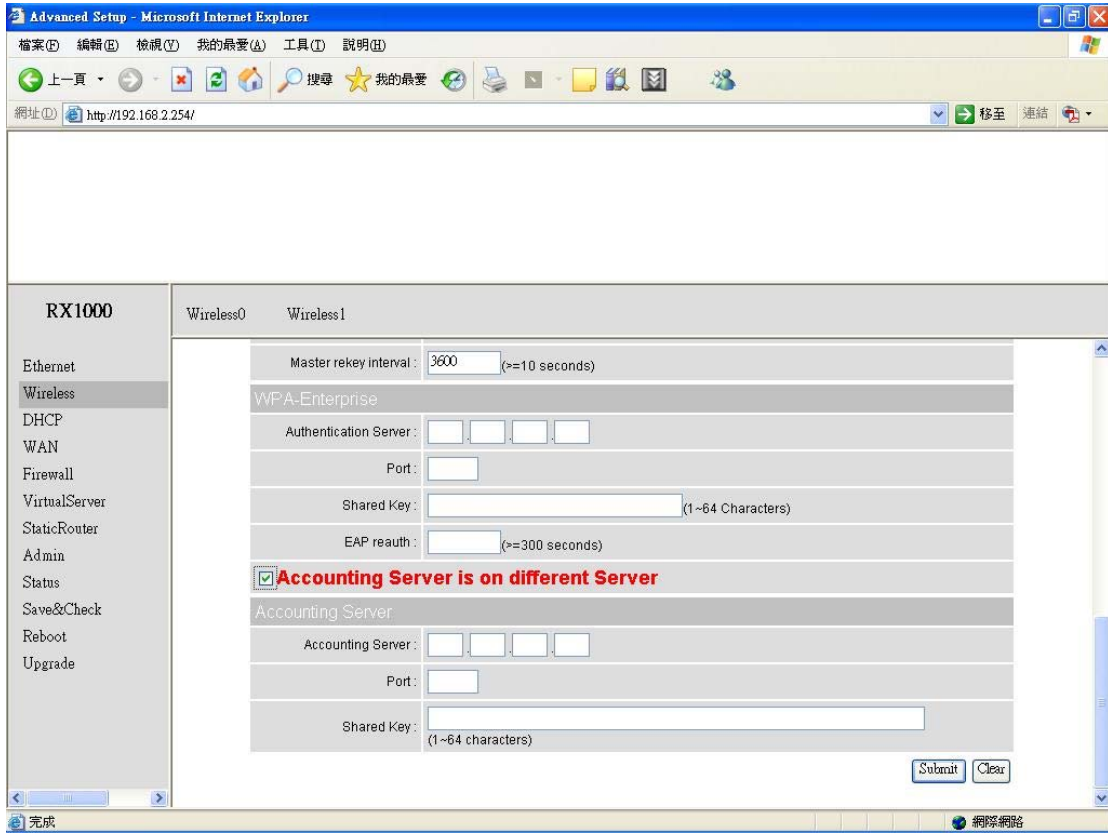 Advanced Setup - Microsoft Internet Explorer
檔案(F) 編輯(E) 檢視(V) 我的最愛(A) 工具(T) 說明(H)
上一頁 搜尋 我的最愛
網址(D) http://192.168.2.254/ 移至 連結
RX1000 Wireless0 Wireless1
Ethernet
Wireless
DHCP
WAN
Firewall
VirtualServer
StaticRouter
Admin
Status
Save&Check
Reboot
Upgrade
Master rekey interval : 3600 (>=10 seconds)
WPA-Enterprise
Authentication Server : . . .
Port :
Shared Key : (1~64 Characters)
EAP reauth : (>=300 seconds)
Accounting Server is on different Server
Accounting Server
Accounting Server : . . .
Port :
Shared Key :
(1~64 characters)
Submit Clear
完成 網際網路